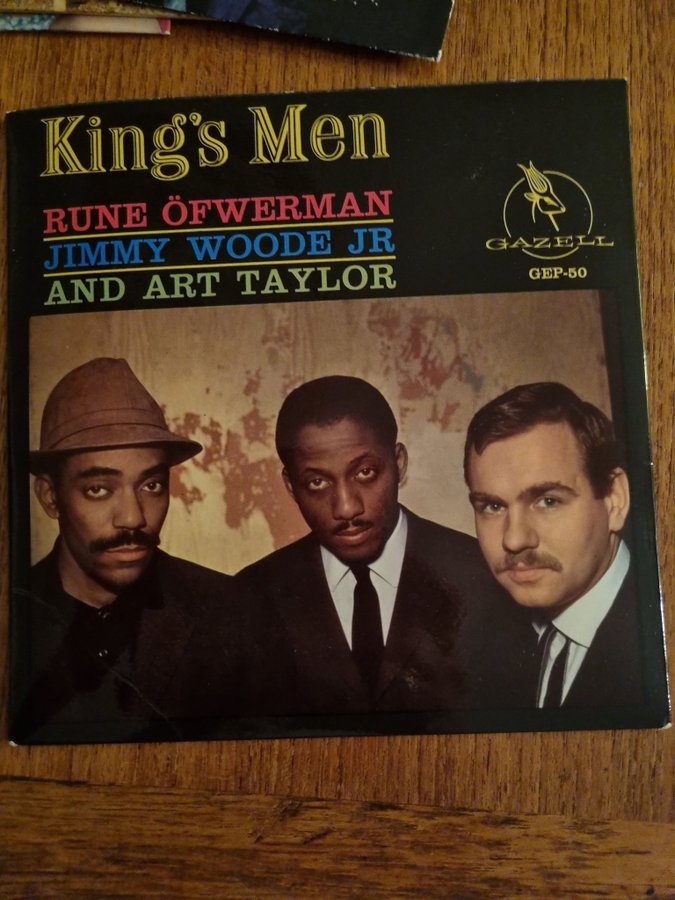 King's Men
RUNE ÖFWERMAN
JIMMY WOODE JR
AND ART TAYLOR
GAZELL
GEP-50